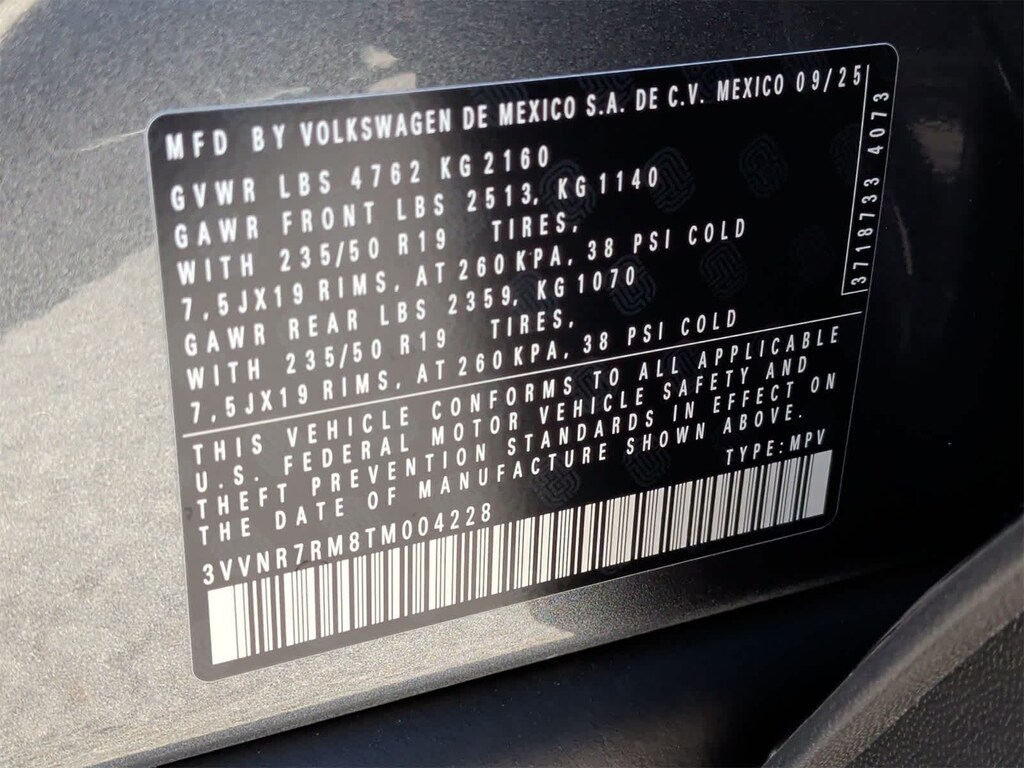 MFD BY VOLKSWAGEN DE MEXICO S.A. DE C.V. MEXICO 09/25
GVWR LBS 4762 KG 2160
GAWR FRONT LBS 2513, KG 1140
WITH 235/50 R19 TIRES,
7,5JX19 RIMS, AT 260KPA, 38 PSI COLD
GAWR REAR LBS 2359, KG 1070
WITH 235/50 R19 TIRES,
7,5JX19 RIMS, AT 260KPA, 38 PSI COLD
THIS VEHICLE CONFORMS TO ALL APPLICABLE
U.S. FEDERAL MOTOR VEHICLE SAFETY AND
THEFT PREVENTION STANDARDS IN EFFECT ON
THE DATE OF MANUFACTURE SHOWN ABOVE.
TYPE:MPV
3VVNR7RM8TM004228
3718733 4073